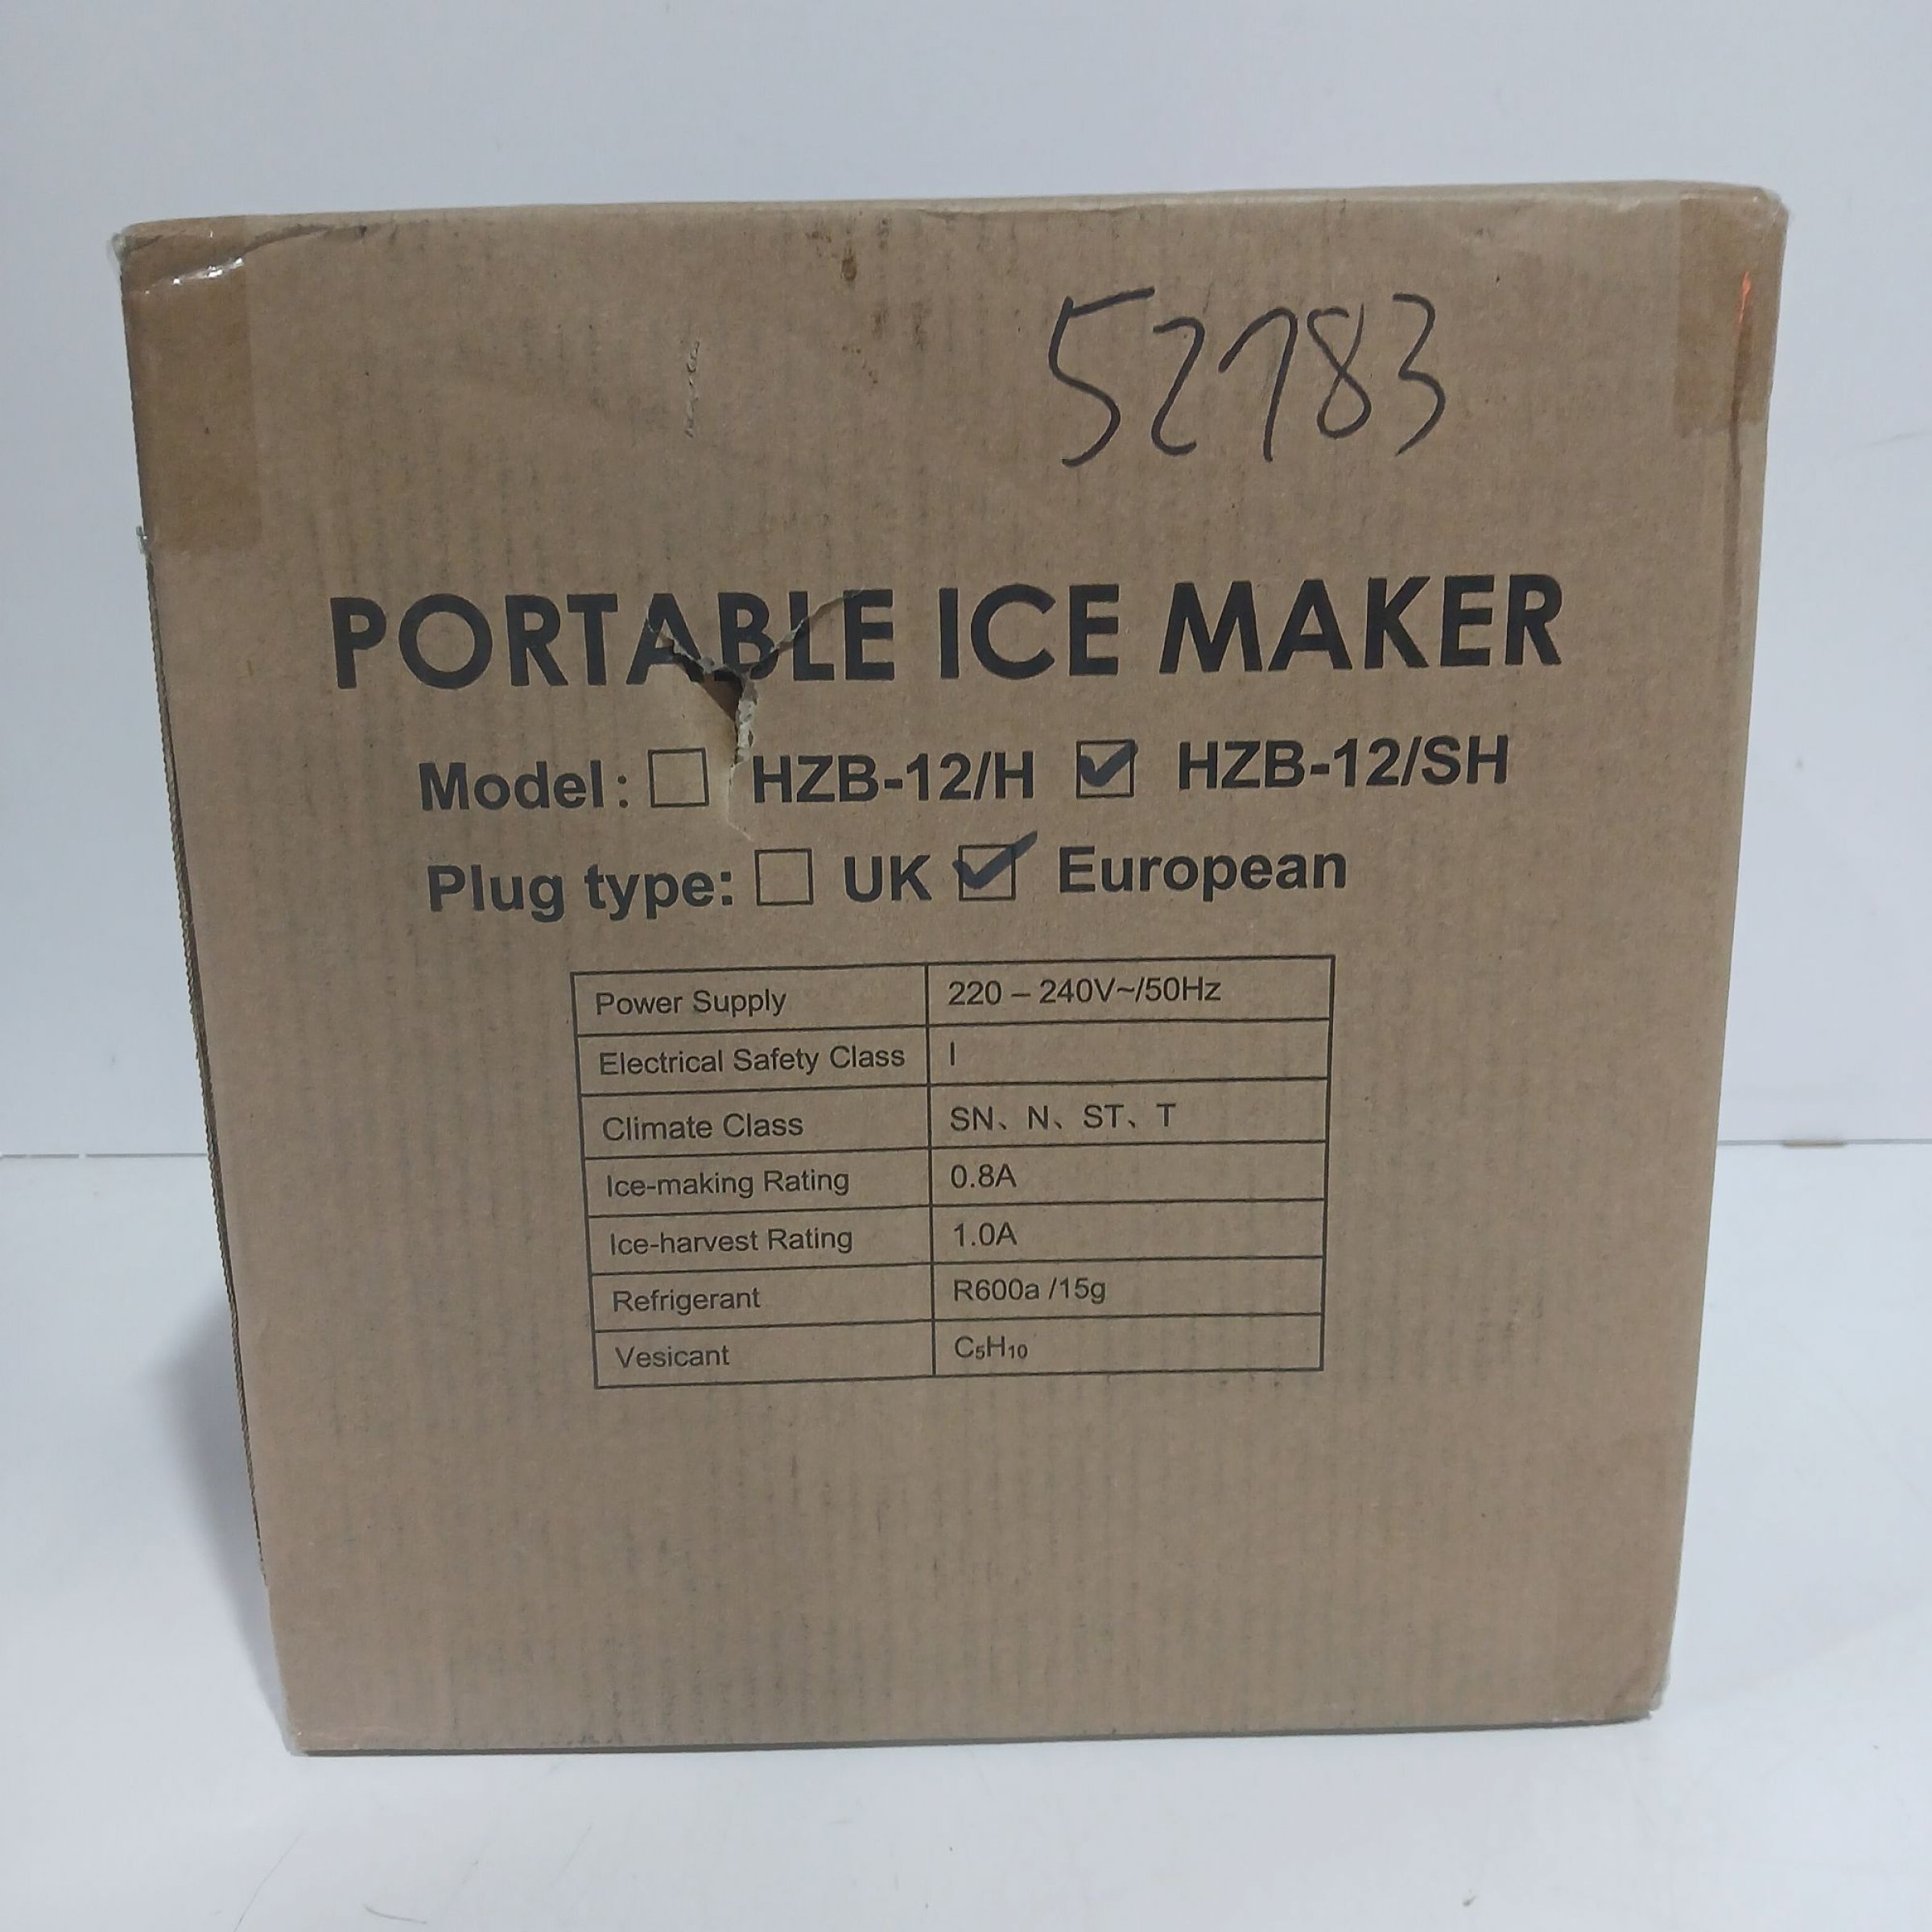 52783
PORTABLE ICE MAKER
Model: ☐ HZB-12/H ☑ HZB-12/SH
Plug type: ☐ UK ☑ European
Power Supply 220 – 240V~/50Hz
Electrical Safety Class I
Climate Class SN、N、ST、T
Ice-making Rating 0.8A
Ice-harvest Rating 1.0A
Refrigerant R600a /15g
Vesicant C₅H₁₀